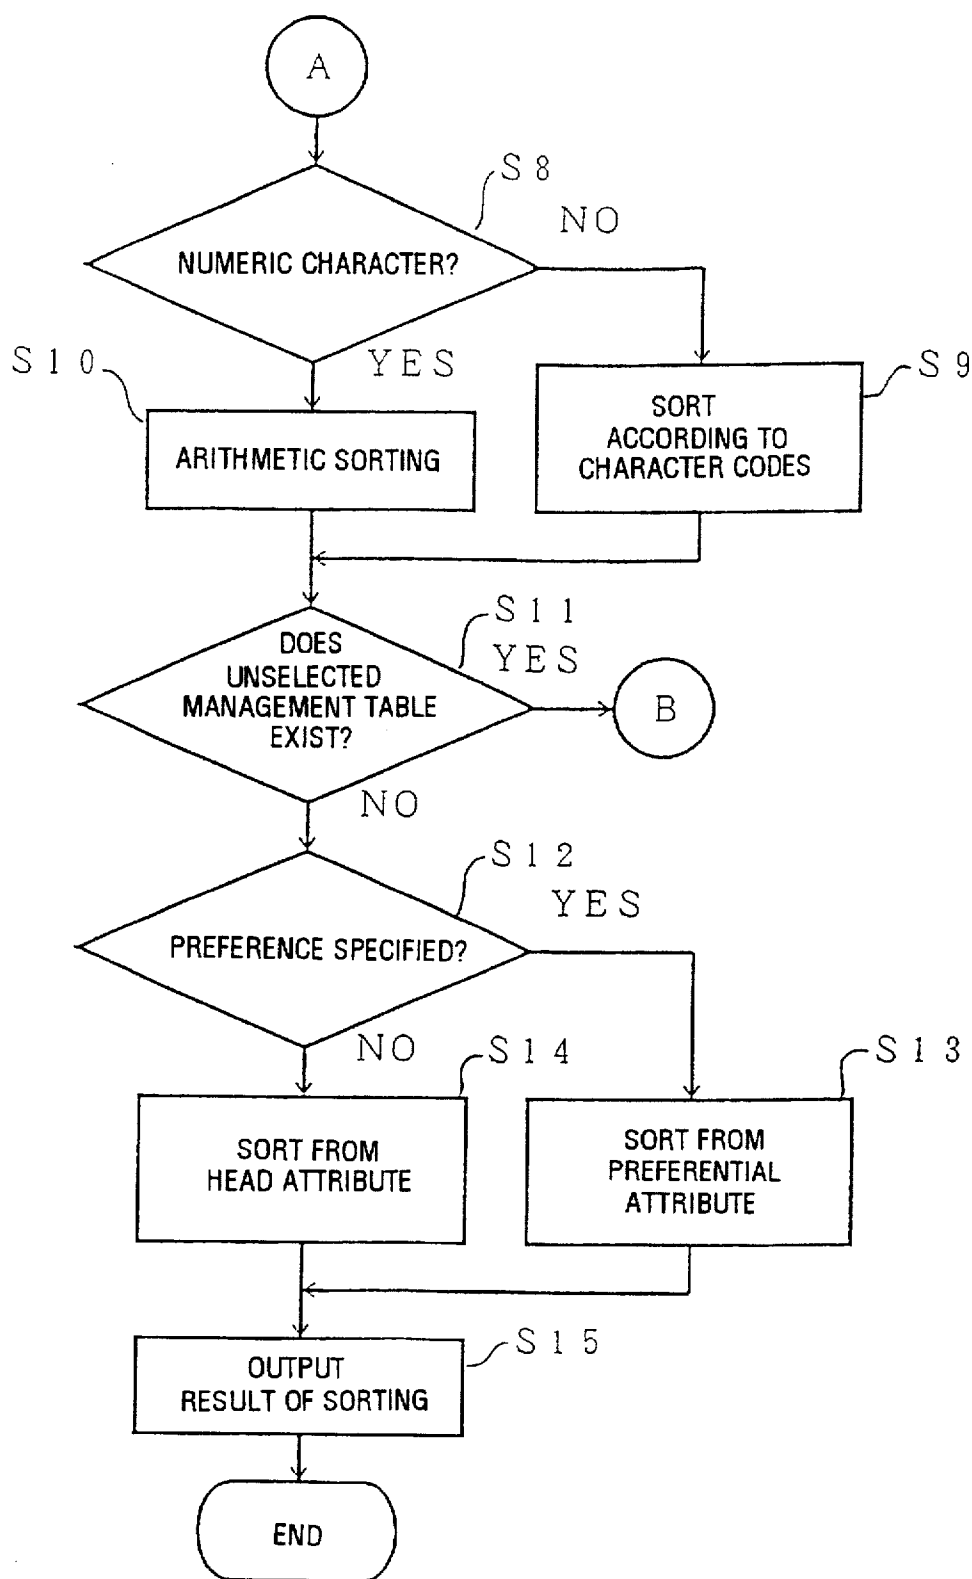 A
S8
NO
NUMERIC CHARACTER?
YES
S10
S9
ARITHMETIC SORTING
SORT
ACCORDING TO
CHARACTER CODES
S11
YES
DOES
UNSELECTED
MANAGEMENT TABLE
EXIST?
B
NO
S12
YES
PREFERENCE SPECIFIED?
NO
S14
S13
SORT FROM
HEAD ATTRIBUTE
SORT FROM
PREFERENTIAL
ATTRIBUTE
S15
OUTPUT
RESULT OF SORTING
END